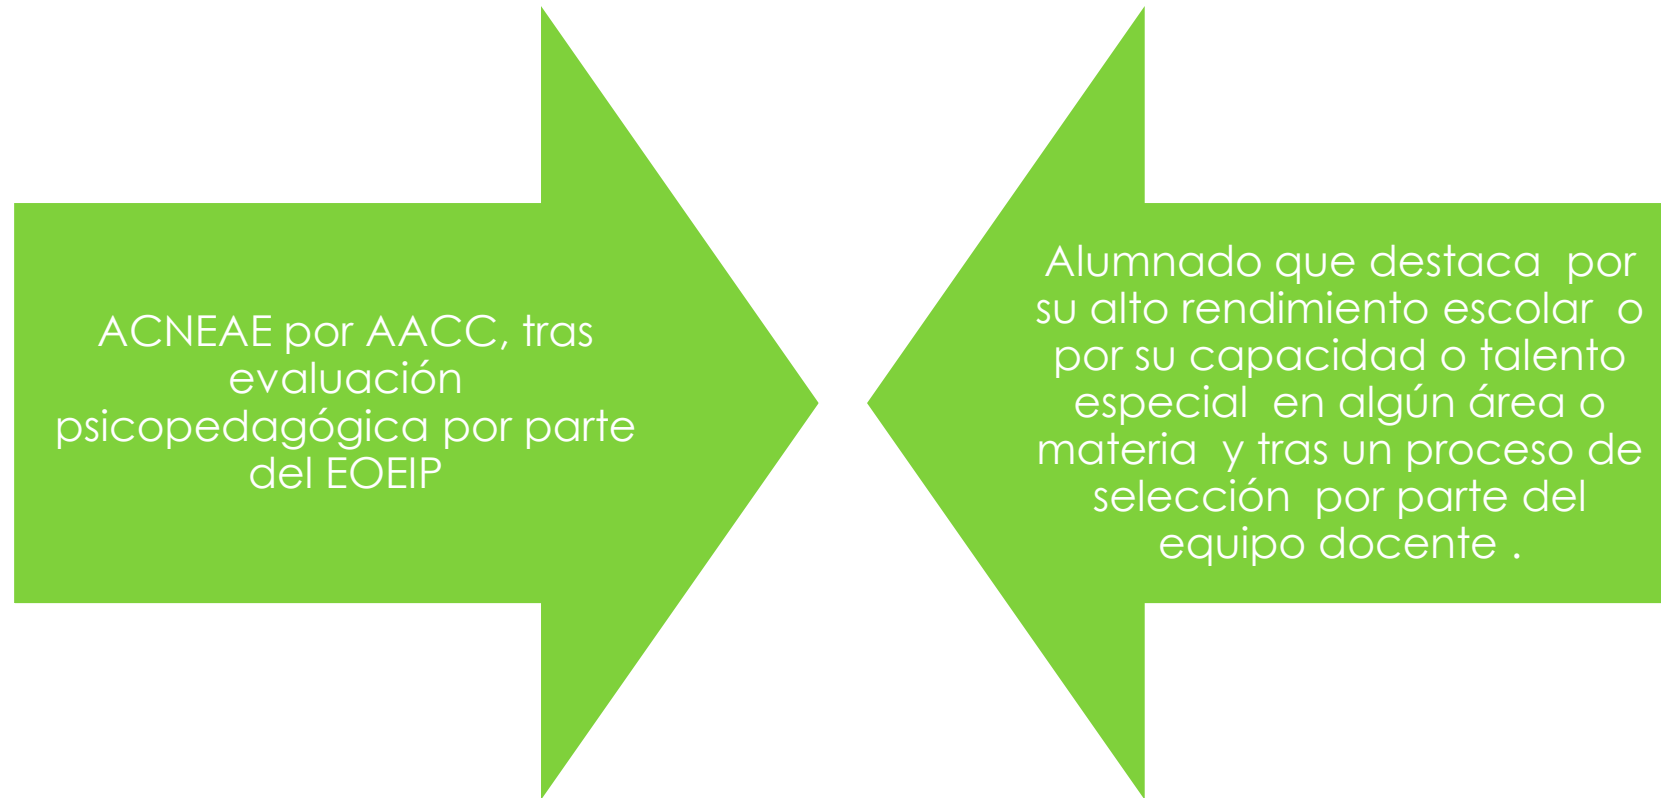 ACNEAE por AACC, tras
evaluación
psicopedagógica por parte
del EOEIP
Alumnado que destaca  por
su alto rendimiento escolar  o
por su capacidad o talento
especial  en algún área o
materia  y tras un proceso de
selección  por parte del
equipo docente .